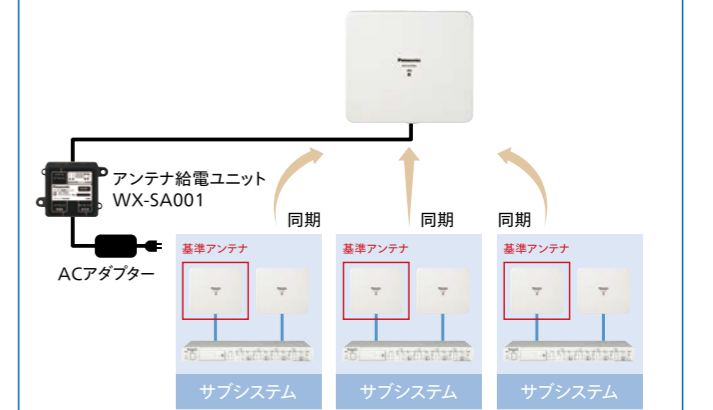 Panasonic
アンテナ給電ユニット
WX-SA001
ACアダプター
同期
同期
同期
基準アンテナ
基準アンテナ
基準アンテナ
サブシステム
サブシステム
サブシステム